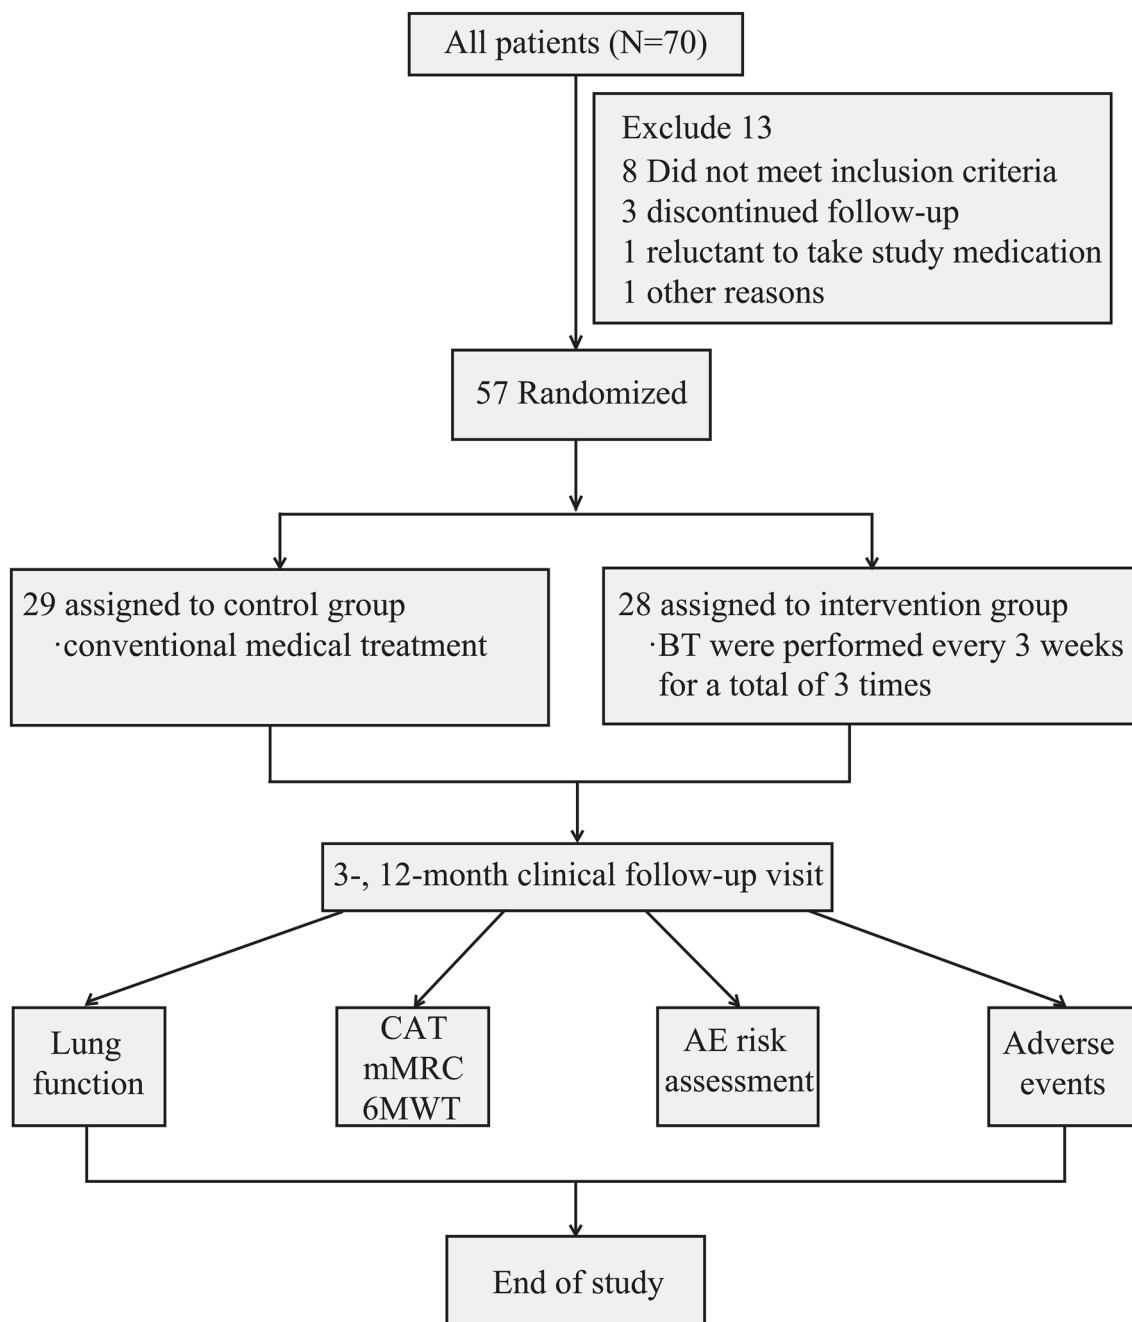 All patients (N=70)
Exclude 13
8 Did not meet inclusion criteria
3 discontinued follow-up
1 reluctant to take study medication
1 other reasons
57 Randomized
29 assigned to control group
·conventional medical treatment
28 assigned to intervention group
·BT were performed every 3 weeks
for a total of 3 times
3-, 12-month clinical follow-up visit
Lung
function
CAT
mMRC
6MWT
AE risk
assessment
Adverse
events
End of study